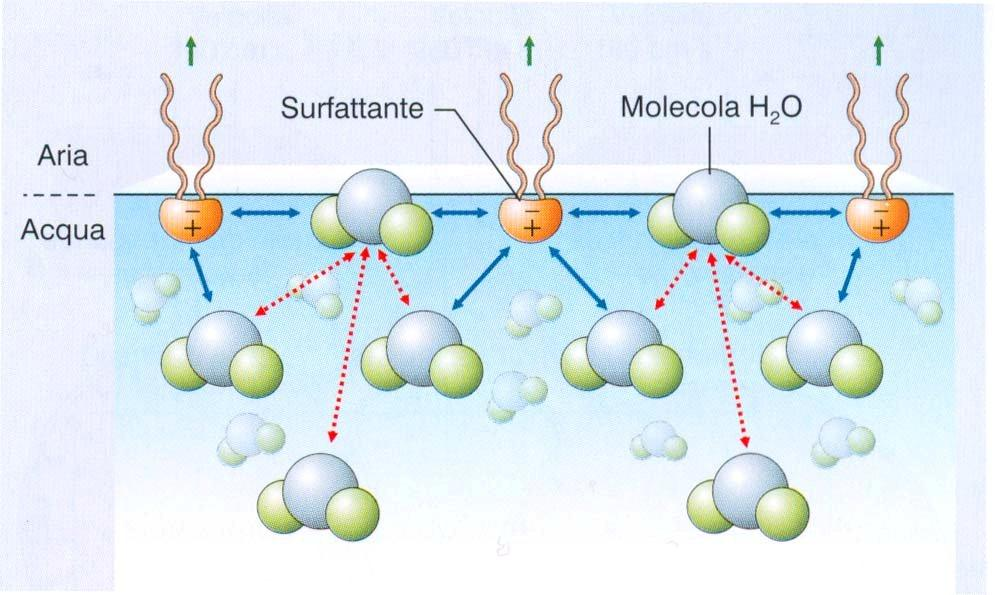 Surfattante
Molecola H₂O
Aria
Acqua
− + 
− + 
− +